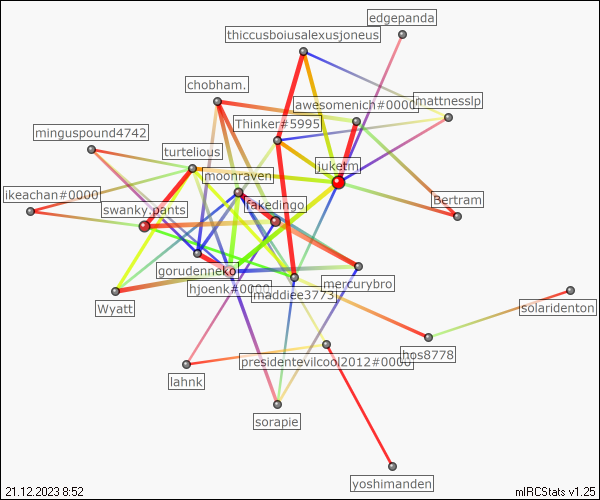 edgepanda
thiccusboiusalexusjoneus
chobham.
awesomenich#0000
mattnesslp
Thinker#5995
minguspound4742
turtelious
juketm
moonraven
ikeachan#0000
Bertram
swanky.pants
fakedingo
gorudenneko
mercurybro
hjoenk#0000
maddiee3773
Wyatt
solaridenton
hos8778
presidentevilcool2012#0000
lahnk
sorapie
yoshimanden
21.12.2023 8:52
mIRCStats v1.25